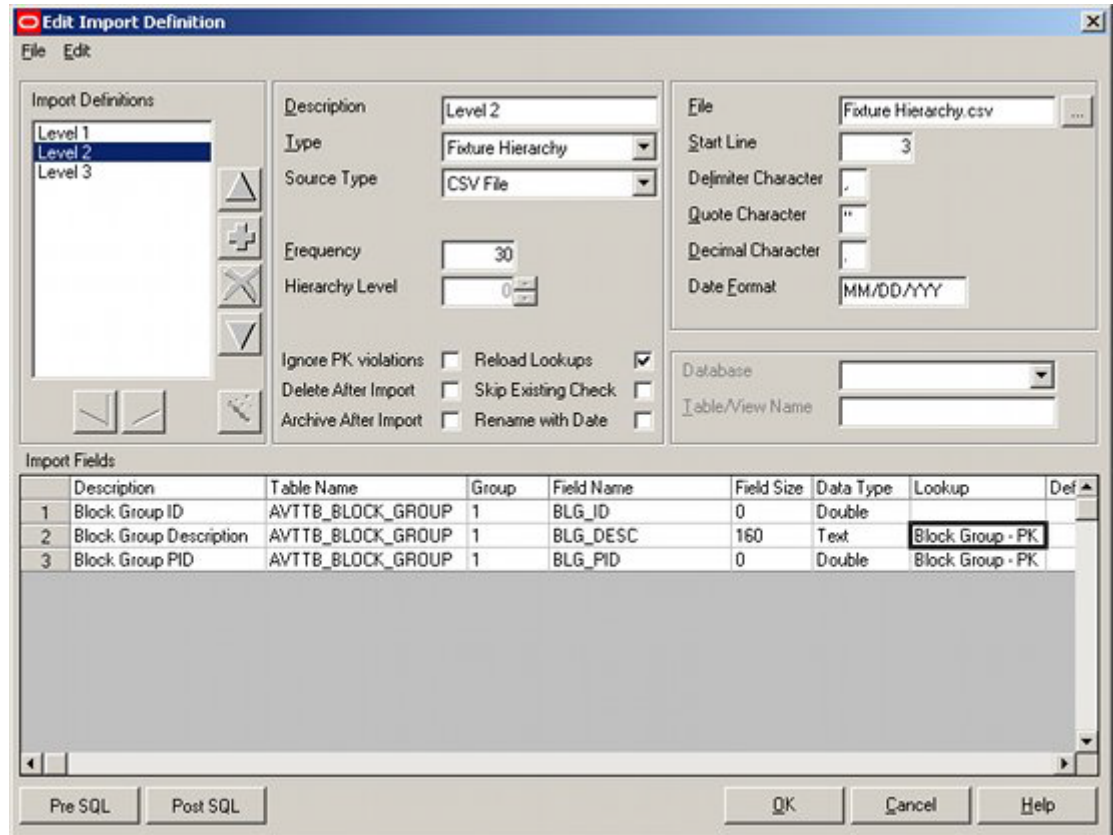 Edit Import Definition
File Edit
Import Definitions
Level 1
Level 2
Level 3
Description Level 2
Type Fixture Hierarchy
Source Type CSV File
Frequency 30
Hierarchy Level 0
Ignore PK violations Reload Lookups
Delete After Import Skip Existing Check
Archive After Import Rename with Date
File Fixture Hierarchy.csv ...
Start Line 3
Delimiter Character ,
Quote Character "
Decimal Character .
Date Format MM/DD/YYY
Database
Table/View Name
Import Fields
Description Table Name Group Field Name Field Size Data Type Lookup Def
1 Block Group ID AVTTB_BLOCK_GROUP 1 BLG_ID 0 Double
2 Block Group Description AVTTB_BLOCK_GROUP 1 BLG_DESC 160 Text Block Group - PK
3 Block Group PID AVTTB_BLOCK_GROUP 1 BLG_PID 0 Double Block Group - PK
Pre SQL Post SQL OK Cancel Help